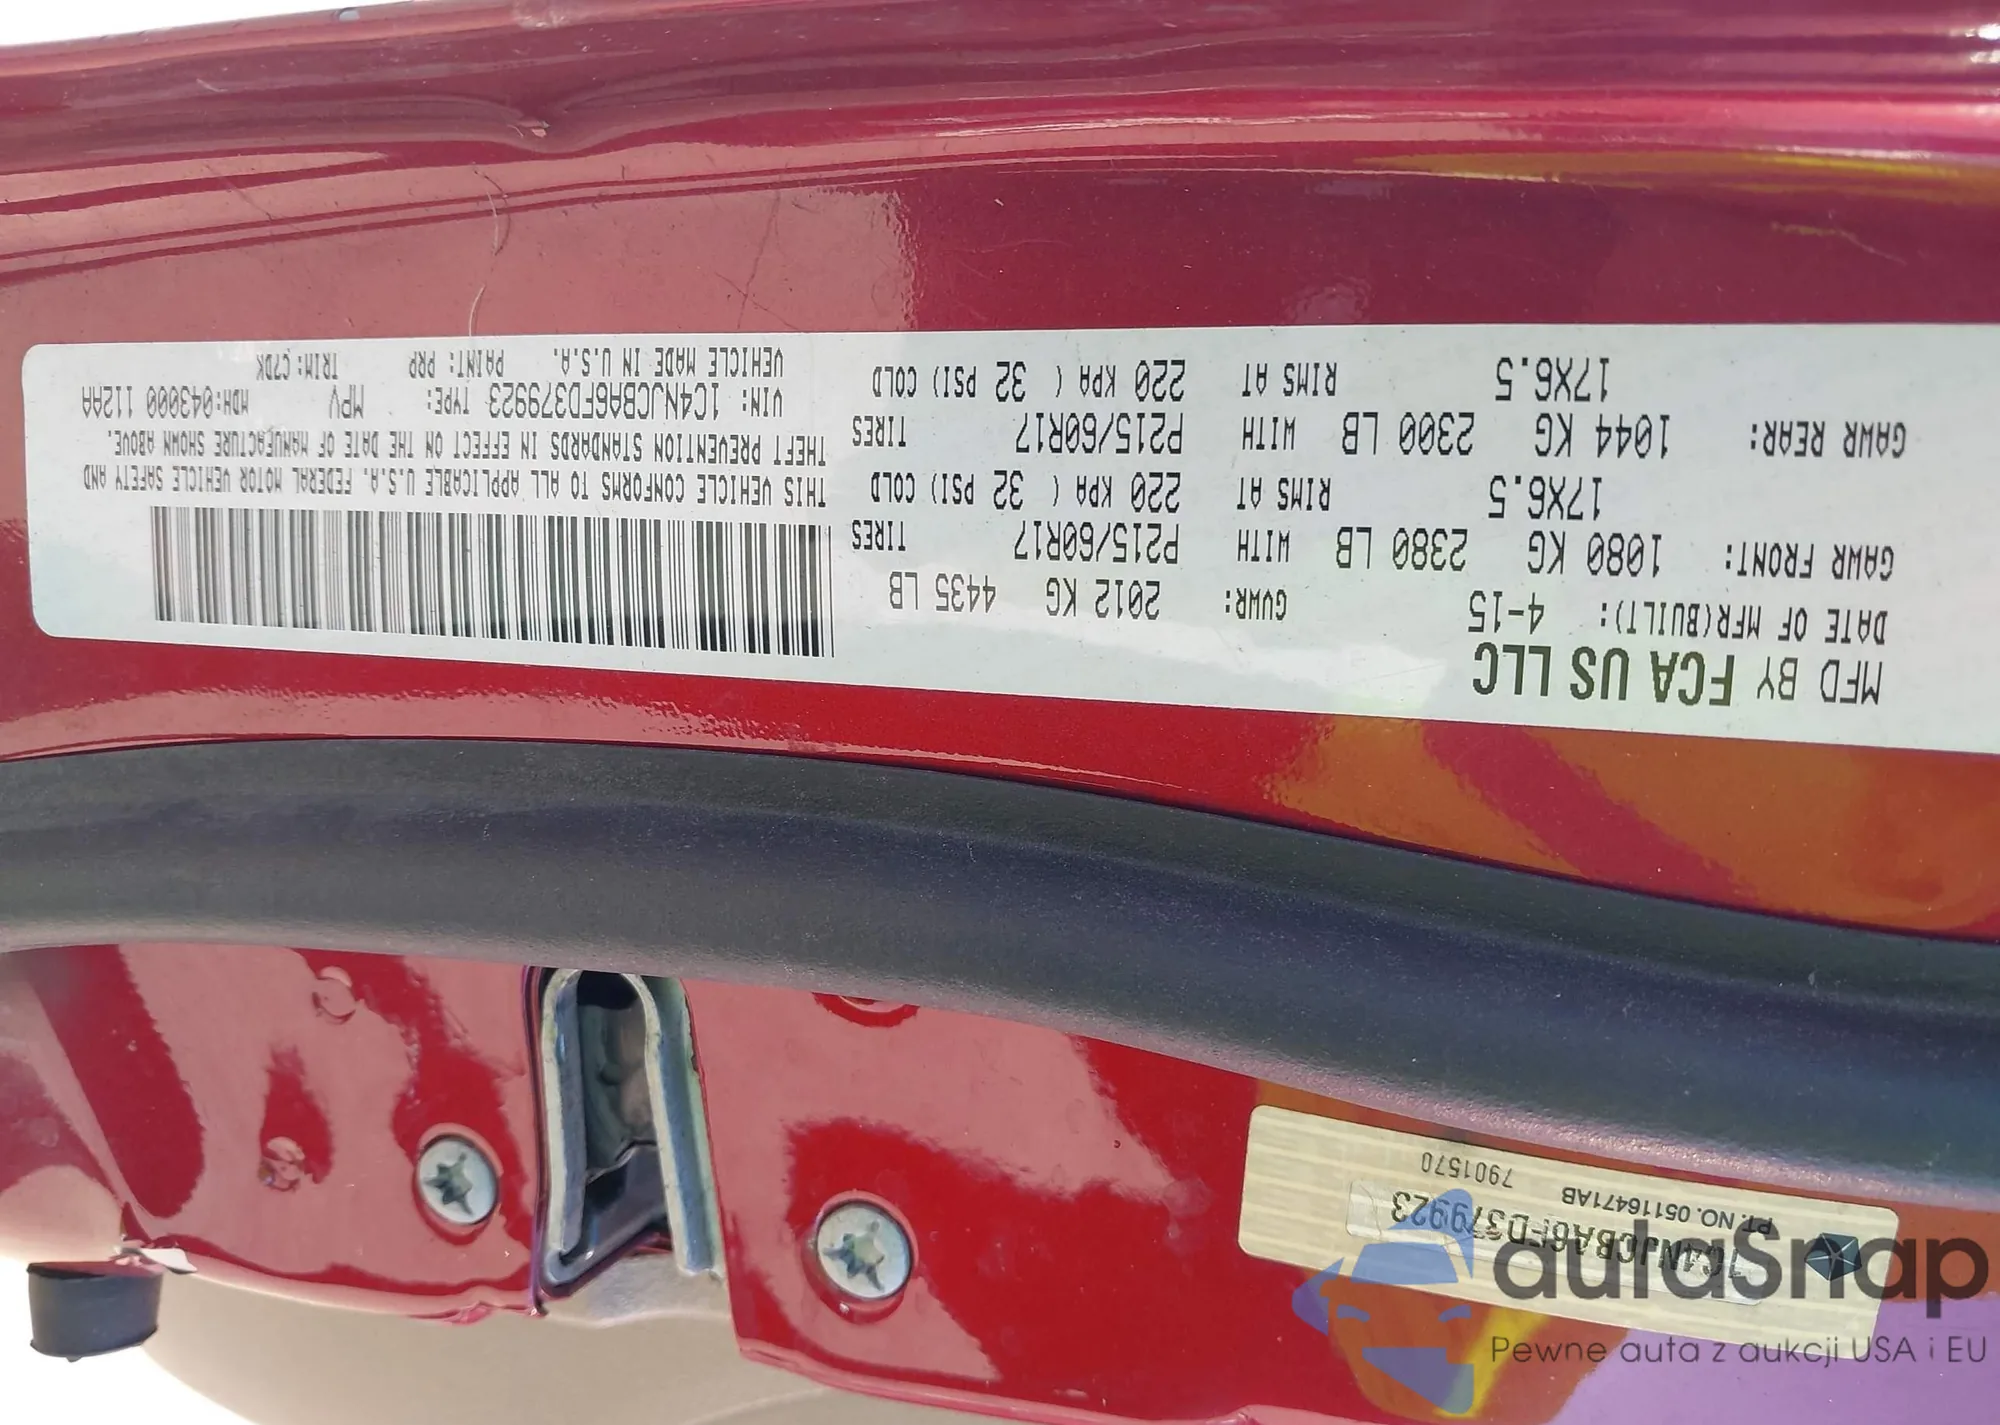 MFD BY FCA US LLC
DATE OF MFR(BUILT): 4-15
GVWR: 2012 KG 4435 LB
GAWR FRONT: 1080 KG 2380 LB WITH P215/60R17 TIRES
17X6.5 RIMS AT 220 KPA ( 32 PSI) COLD
GAWR REAR: 1044 KG 2300 LB WITH P215/60R17 TIRES
17X6.5 RIMS AT 220 KPA ( 32 PSI) COLD
THIS VEHICLE CONFORMS TO ALL APPLICABLE U.S.A. FEDERAL MOTOR VEHICLE SAFETY AND
THEFT PREVENTION STANDARDS IN EFFECT ON THE DATE OF MANUFACTURE SHOWN ABOVE.
VIN: 1C4NJCBA6FD379923 TYPE: MPV MDH:043000 112AA
VEHICLE MADE IN U.S.A. PAINT: PRP TRIM:C7DK
1C4NJCBA6FD379923
PT. NO. 05116471AB 7901570
autaSnap
Pewne auta z aukcji USA i EU